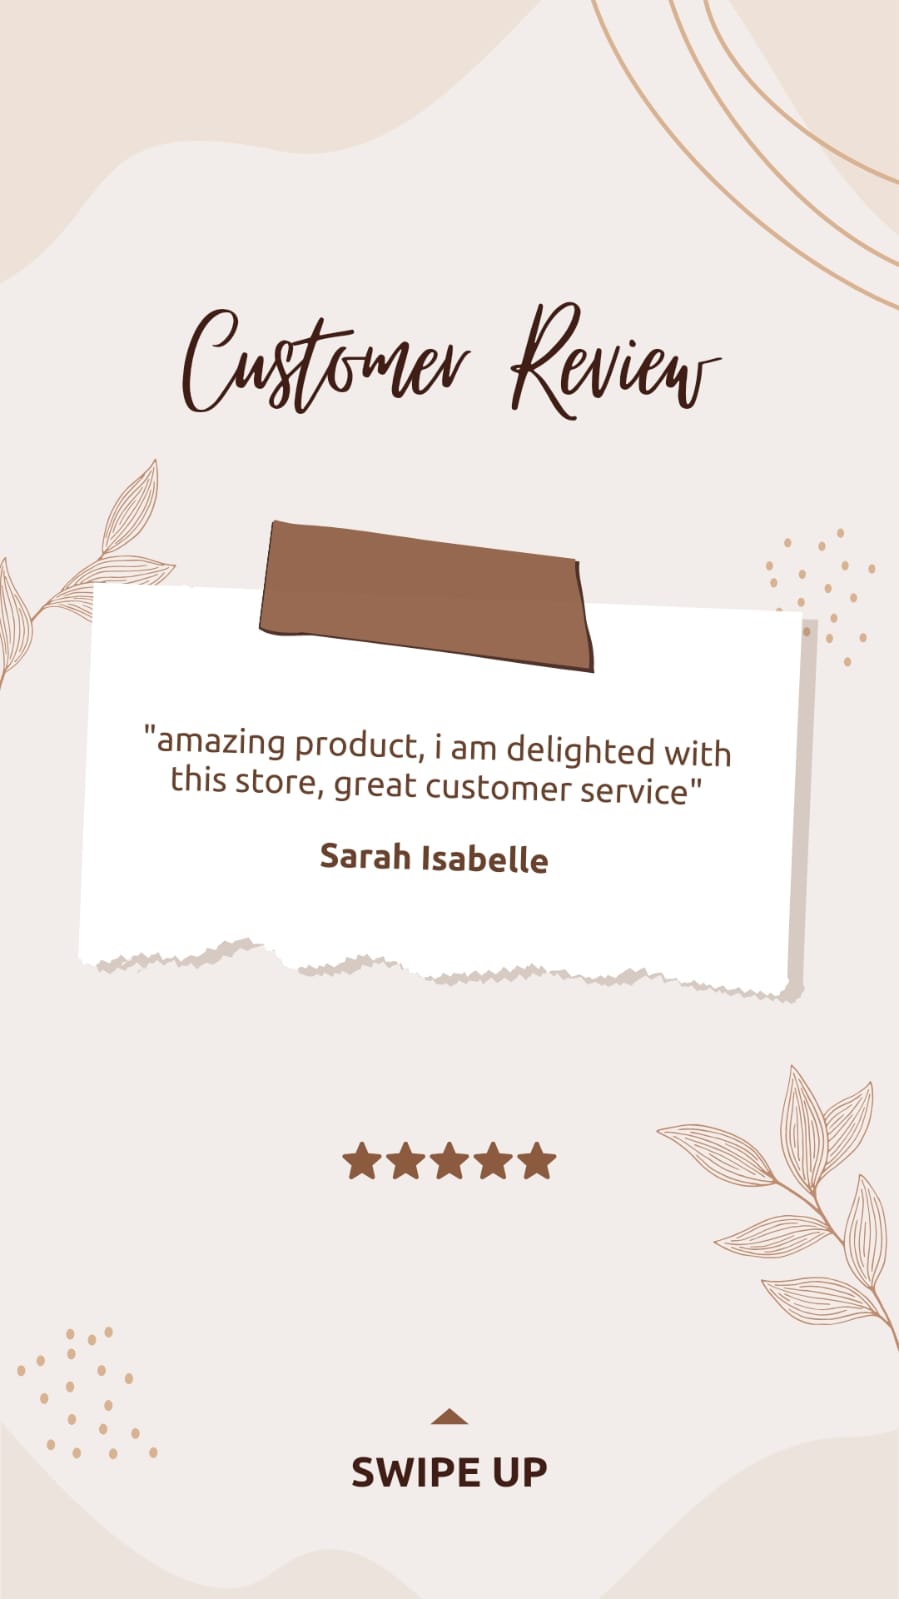 Customer Review
"amazing product, i am delighted with
this store, great customer service"
Sarah Isabelle
SWIPE UP